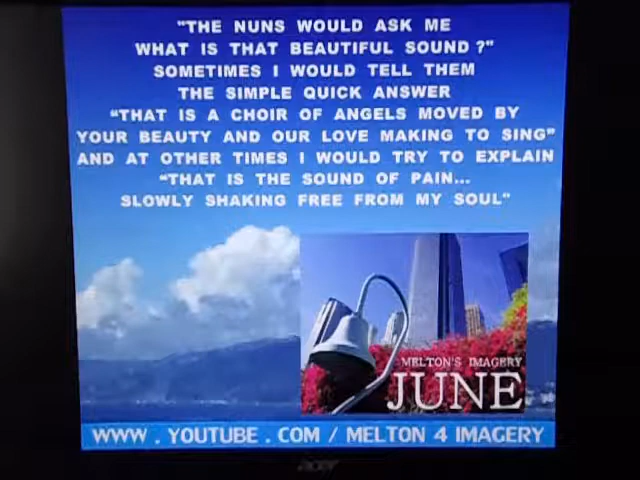 "THE NUNS WOULD ASK ME
WHAT IS THAT BEAUTIFUL SOUND ?"
SOMETIMES I WOULD TELL THEM
THE SIMPLE QUICK ANSWER
"THAT IS A CHOIR OF ANGELS MOVED BY
YOUR BEAUTY AND OUR LOVE MAKING TO SING"
AND AT OTHER TIMES I WOULD TRY TO EXPLAIN
"THAT IS THE SOUND OF PAIN...
SLOWLY SHAKING FREE FROM MY SOUL"
MELTON'S IMAGERY
JUNE
WWW . YOUTUBE . COM / MELTON 4 IMAGERY
acer